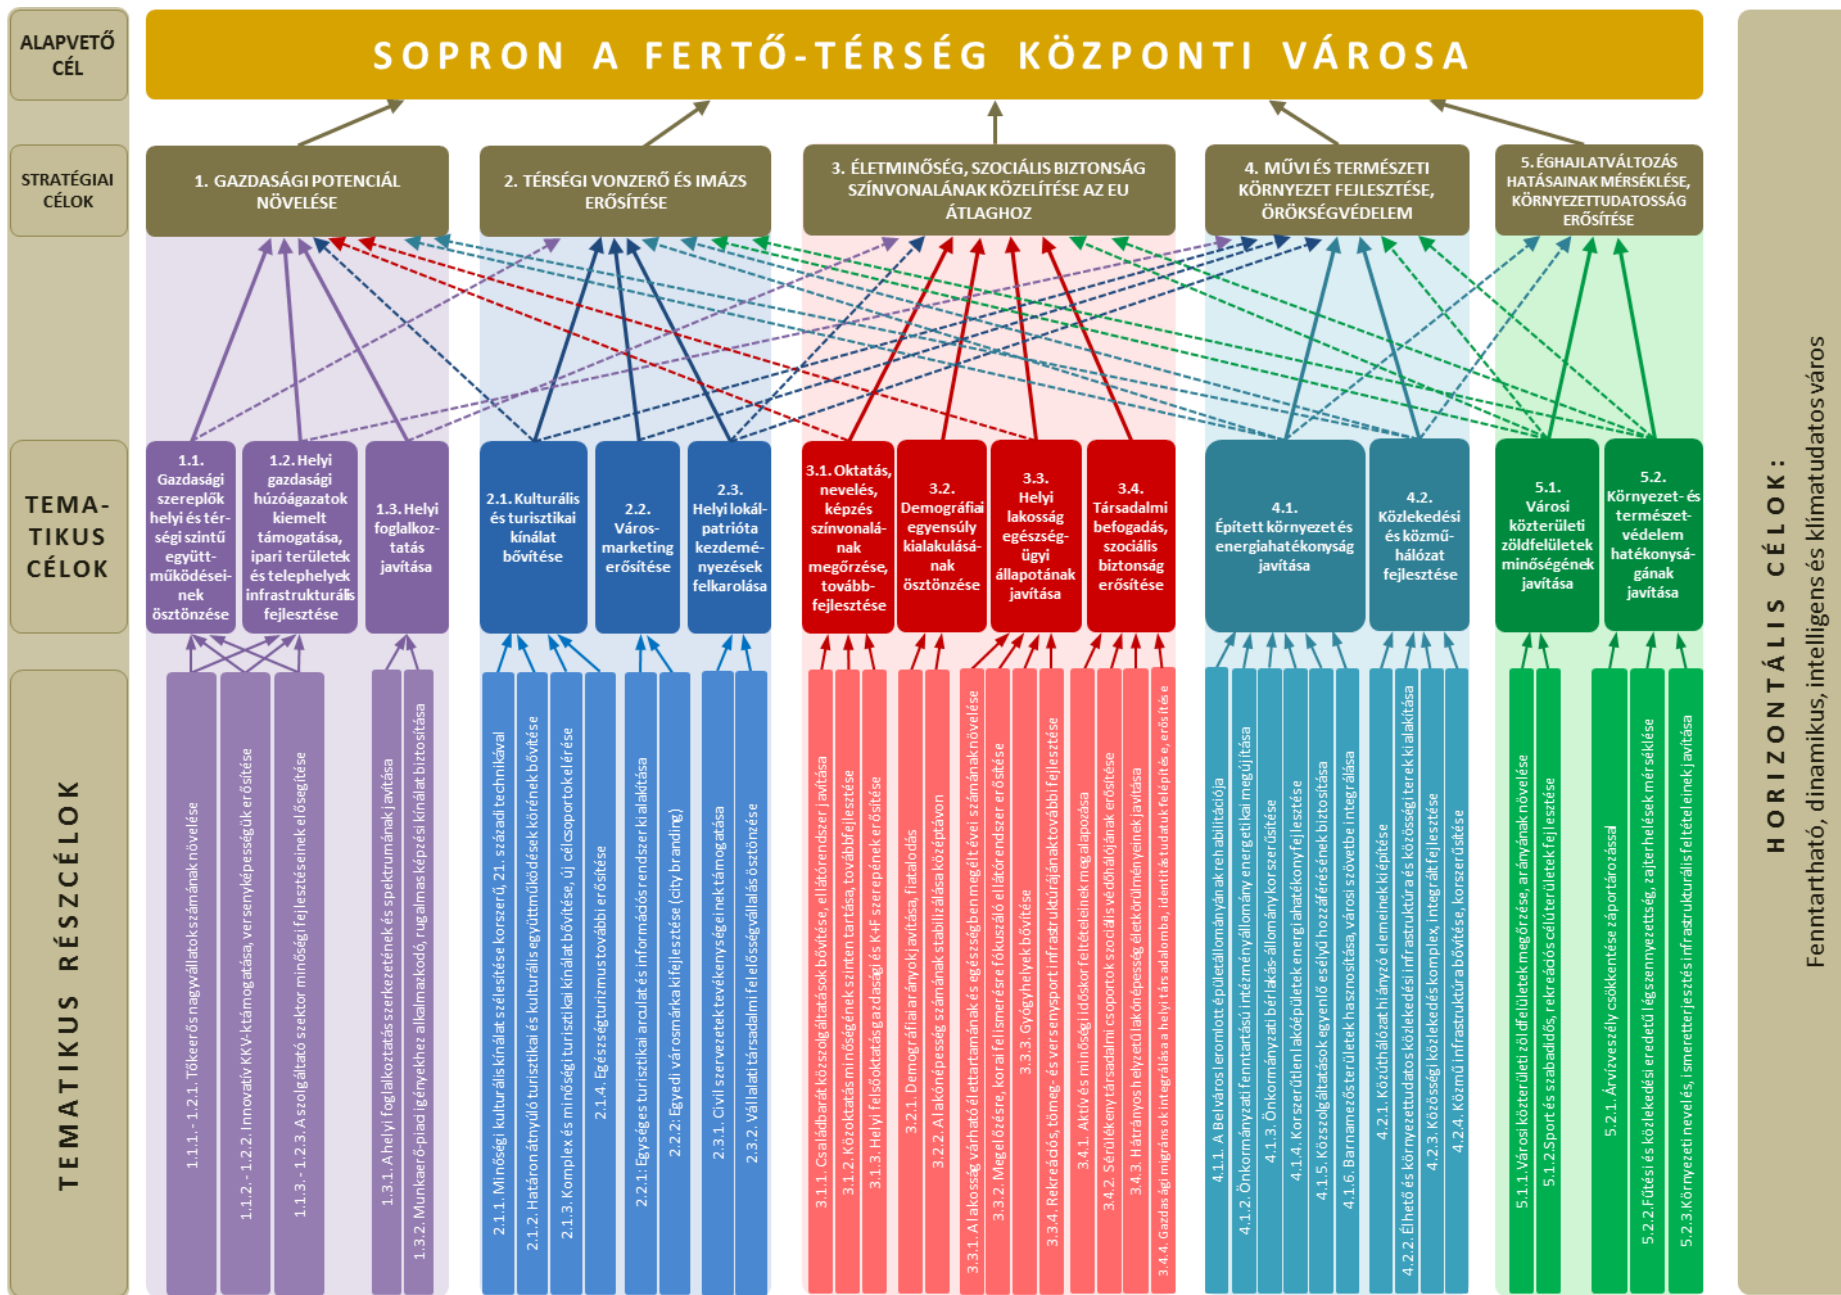 ALAPVETŐ
CÉL
SOPRON A FERTŐ-TÉRSÉG KÖZPONTI VÁROSA
STRATÉGIAI
CÉLOK
1. GAZDASÁGI POTENCIÁL
NÖVELÉSE
2. TÉRSÉGI VONZERŐ ÉS IMÁZS
ERŐSÍTÉSE
3. ÉLETMINŐSÉG, SZOCIÁLIS BIZTONSÁG
SZÍNVONALÁNAK KÖZELÍTÉSE AZ EU
ÁTLAGHOZ
4. MŰVI ÉS TERMÉSZETI
KÖRNYEZET FEJLESZTÉSE,
ÖRÖKSÉGVÉDELEM
5. ÉGHAJLATVÁLTOZÁS
HATÁSAINAK MÉRSÉKLÉSE,
KÖRNYEZETTUDATOSSÁG
ERŐSÍTÉSE
TEMA-
TIKUS
CÉLOK
1.1.
Gazdasági
szereplők
helyi és tér-
ségi szintű
együtt-
működései-
nek
ösztönzése
1.2. Helyi
gazdasági
húzóágazatok
kiemelt
támogatása,
ipari területek
és telephelyek
infrastrukturális
fejlesztése
1.3. Helyi
foglalkoz-
tatás
javítása
2.1. Kulturális
és turisztikai
kínálat
bővítése
2.2.
Város-
marketing
erősítése
2.3.
Helyi lokál-
patrióta
kezdemé-
nyezések
felkarolása
3.1. Oktatás,
nevelés,
képzés
színvonalá-
nak
megőrzése,
tovább-
fejlesztése
3.2.
Demográfiai
egyensúly
kialakulásá-
nak
ösztönzése
3.3.
Helyi
lakosság
egészség-
ügyi
állapotának
javítása
3.4.
Társadalmi
befogadás,
szociális
biztonság
erősítése
4.1.
Épített környezet és
energiahatékonyság
javítása
4.2.
Közlekedési
és közmű-
hálózat
fejlesztése
5.1.
Városi
közterületi
zöldfelületek
minőségének
javítása
5.2.
Környezet- és
természet-
védelem
hatékonysá-
gának
javítása
TEMATIKUS RÉSZCÉLOK
1.1.1. - 1.2.1. Tőkeerős nagyvállatok számának növelése
1.1.2. - 1.2.2. Innovatív KKV-k támogatása, versenyképességük erősítése
1.1.3. - 1.2.3. A szolgáltató szektor minőségi fejlesztéseinek elősegítése
1.3.1. A helyi foglalkoztatás szerkezetének és spektrumának javítása
1.3.2. Munkaerő-piaci igényekhez alkalmazkodó, rugalmas képzési kínálat biztosítása
2.1.1. Minőségi kulturális kínálat szélesítése korszerű, 21. századi technikával
2.1.2. Határon átnyúló turisztikai és kulturális együttműködések körének bővítése
2.1.3. Komplex és minőségi turisztikai kínálat bővítése, új célcsoportok elérése
2.1.4. Egészségturizmus további erősítése
2.2.1: Egységes turisztikai arculat és információs rendszer kialakítása
2.2.2: Egyedi városmárka kifejlesztése (city branding)
2.3.1. Civil szervezetek tevékenységeinek támogatása
2.3.2. Vállalati társadalmi felelősségvállalás ösztönzése
3.1.1. Családbarát közszolgáltatások bővítése, ellátórendszer javítása
3.1.2. Közoktatás minőségének szinten tartása, továbbfejlesztése
3.1.3. Helyi felsőoktatás gazdasági és K+F szerepének erősítése
3.2.1. Demográfiai arányok javítása, fiatalodás
3.2.2. A lakónépesség számának stabilizálása középtávon
3.3.1. A lakosság várható élettartamának és egészségben megélt évei számának növelése
3.3.2. Megelőzésre, korai felismerésre fókuszáló ellátórendszer erősítése
3.3.3. Gyógyhelyek bővítése
3.3.4. Rekreációs, tömeg- és versenysport infrastruktúrájának további fejlesztése
3.4.1. Aktív és minőségi időskor feltételeinek megalapozása
3.4.2. Sérülékeny társadalmi csoportok szociális védőhálójának erősítése
3.4.3. Hátrányos helyzetű lakónépesség életkörülményeinek javítása
3.4.4. Gazdasági migránsok integrálása a helyi társadalomba, identitástudatuk felépítése, erősítése
4.1.1. A Belváros leromlott épületállományának rehabilitációja
4.1.2. Önkormányzati fenntartású intézményállomány energetikai megújítása
4.1.3. Önkormányzati bérlakás-állomány korszerűsítése
4.1.4. Korszerűtlen lakóépületek energiahatékony fejlesztése
4.1.5. Közszolgáltatások egyenlő esélyű hozzáférésének biztosítása
4.1.6. Barnamezős területek hasznosítása, városi szövetbe integrálása
4.2.1. Közúthálózat hiányzó elemeinek kiépítése
4.2.2. Élhető és környezettudatos közlekedési infrastruktúra és közösségi terek kialakítása
4.2.3. Közösségi közlekedés komplex, integrált fejlesztése
4.2.4. Közmű infrastruktúra bővítése, korszerűsítése
5.1.1. Városi közterületi zöldfelületek megőrzése, arányának növelése
5.1.2. Sport és szabadidős, rekreációs célú területek fejlesztése
5.2.1. Árvízveszély csökkentése záportározással
5.2.2. Fűtési és közlekedési eredetű légszennyezettség, zajterhelések mérséklése
5.2.3. Környezeti nevelés, ismeretterjesztés infrastrukturális feltételeinek javítása
HORIZONTÁLIS CÉLOK:
Fenntartható, dinamikus, intelligens és klímatudatos város